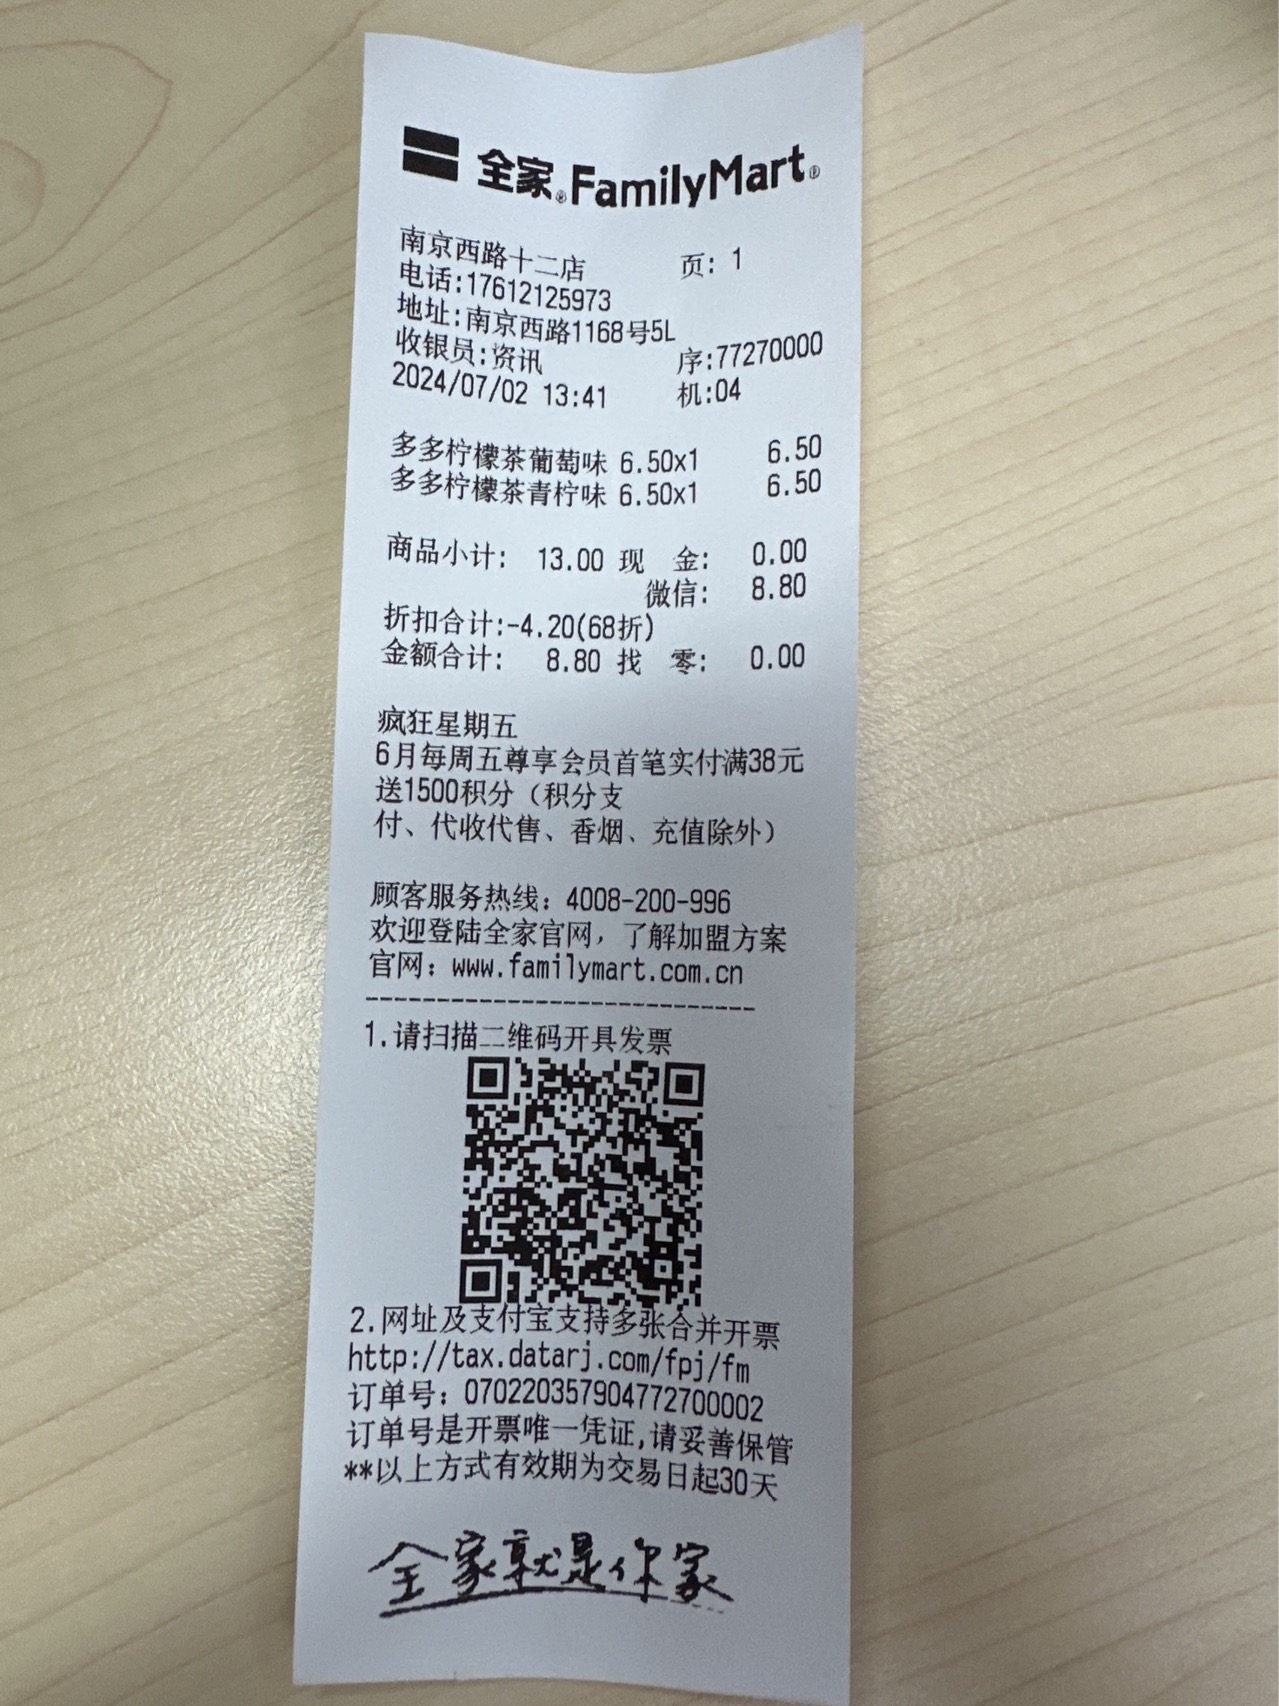 全家®FamilyMart®
南京西路十二店 页: 1
电话:17612125973
地址:南京西路1168号5L
收银员:资讯 序:77270000
2024/07/02 13:41 机:04
多多柠檬茶葡萄味 6.50x1 6.50
多多柠檬茶青柠味 6.50x1 6.50
商品小计: 13.00 现 金: 0.00
微信: 8.80
折扣合计:-4.20(68折)
金额合计: 8.80 找 零: 0.00
疯狂星期五
6月每周五尊享会员首笔实付满38元
送1500积分（积分支
付、代收代售、香烟、充值除外）
顾客服务热线：4008-200-996
欢迎登陆全家官网，了解加盟方案
官网：www.familymart.com.cn
----------------------------
1.请扫描二维码开具发票
2.网址及支付宝支持多张合并开票
http://tax.datarj.com/fpj/fm
订单号：070220357904772700002
订单号是开票唯一凭证,请妥善保管
**以上方式有效期为交易日起30天
全家就是你家